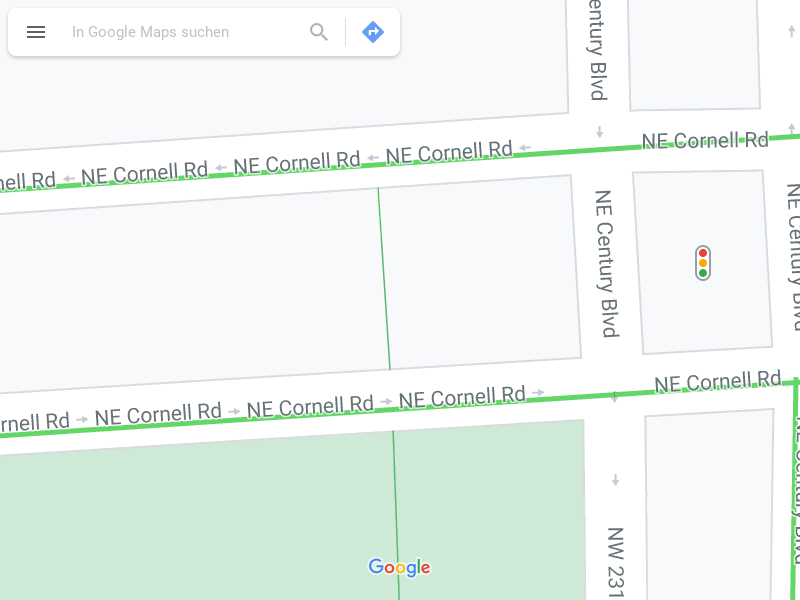 In Google Maps suchen
Century Blvd
NE Cornell Rd
NE Cornell Rd
NE Cornell Rd
NE Cornell Rd
nell Rd
NE Century Blvd
NE Century Blvd
NE Cornell Rd
NE Cornell Rd
NE Cornell Rd
NE Cornell Rd
rnell Rd
NE Century Blvd
NW 231
Google